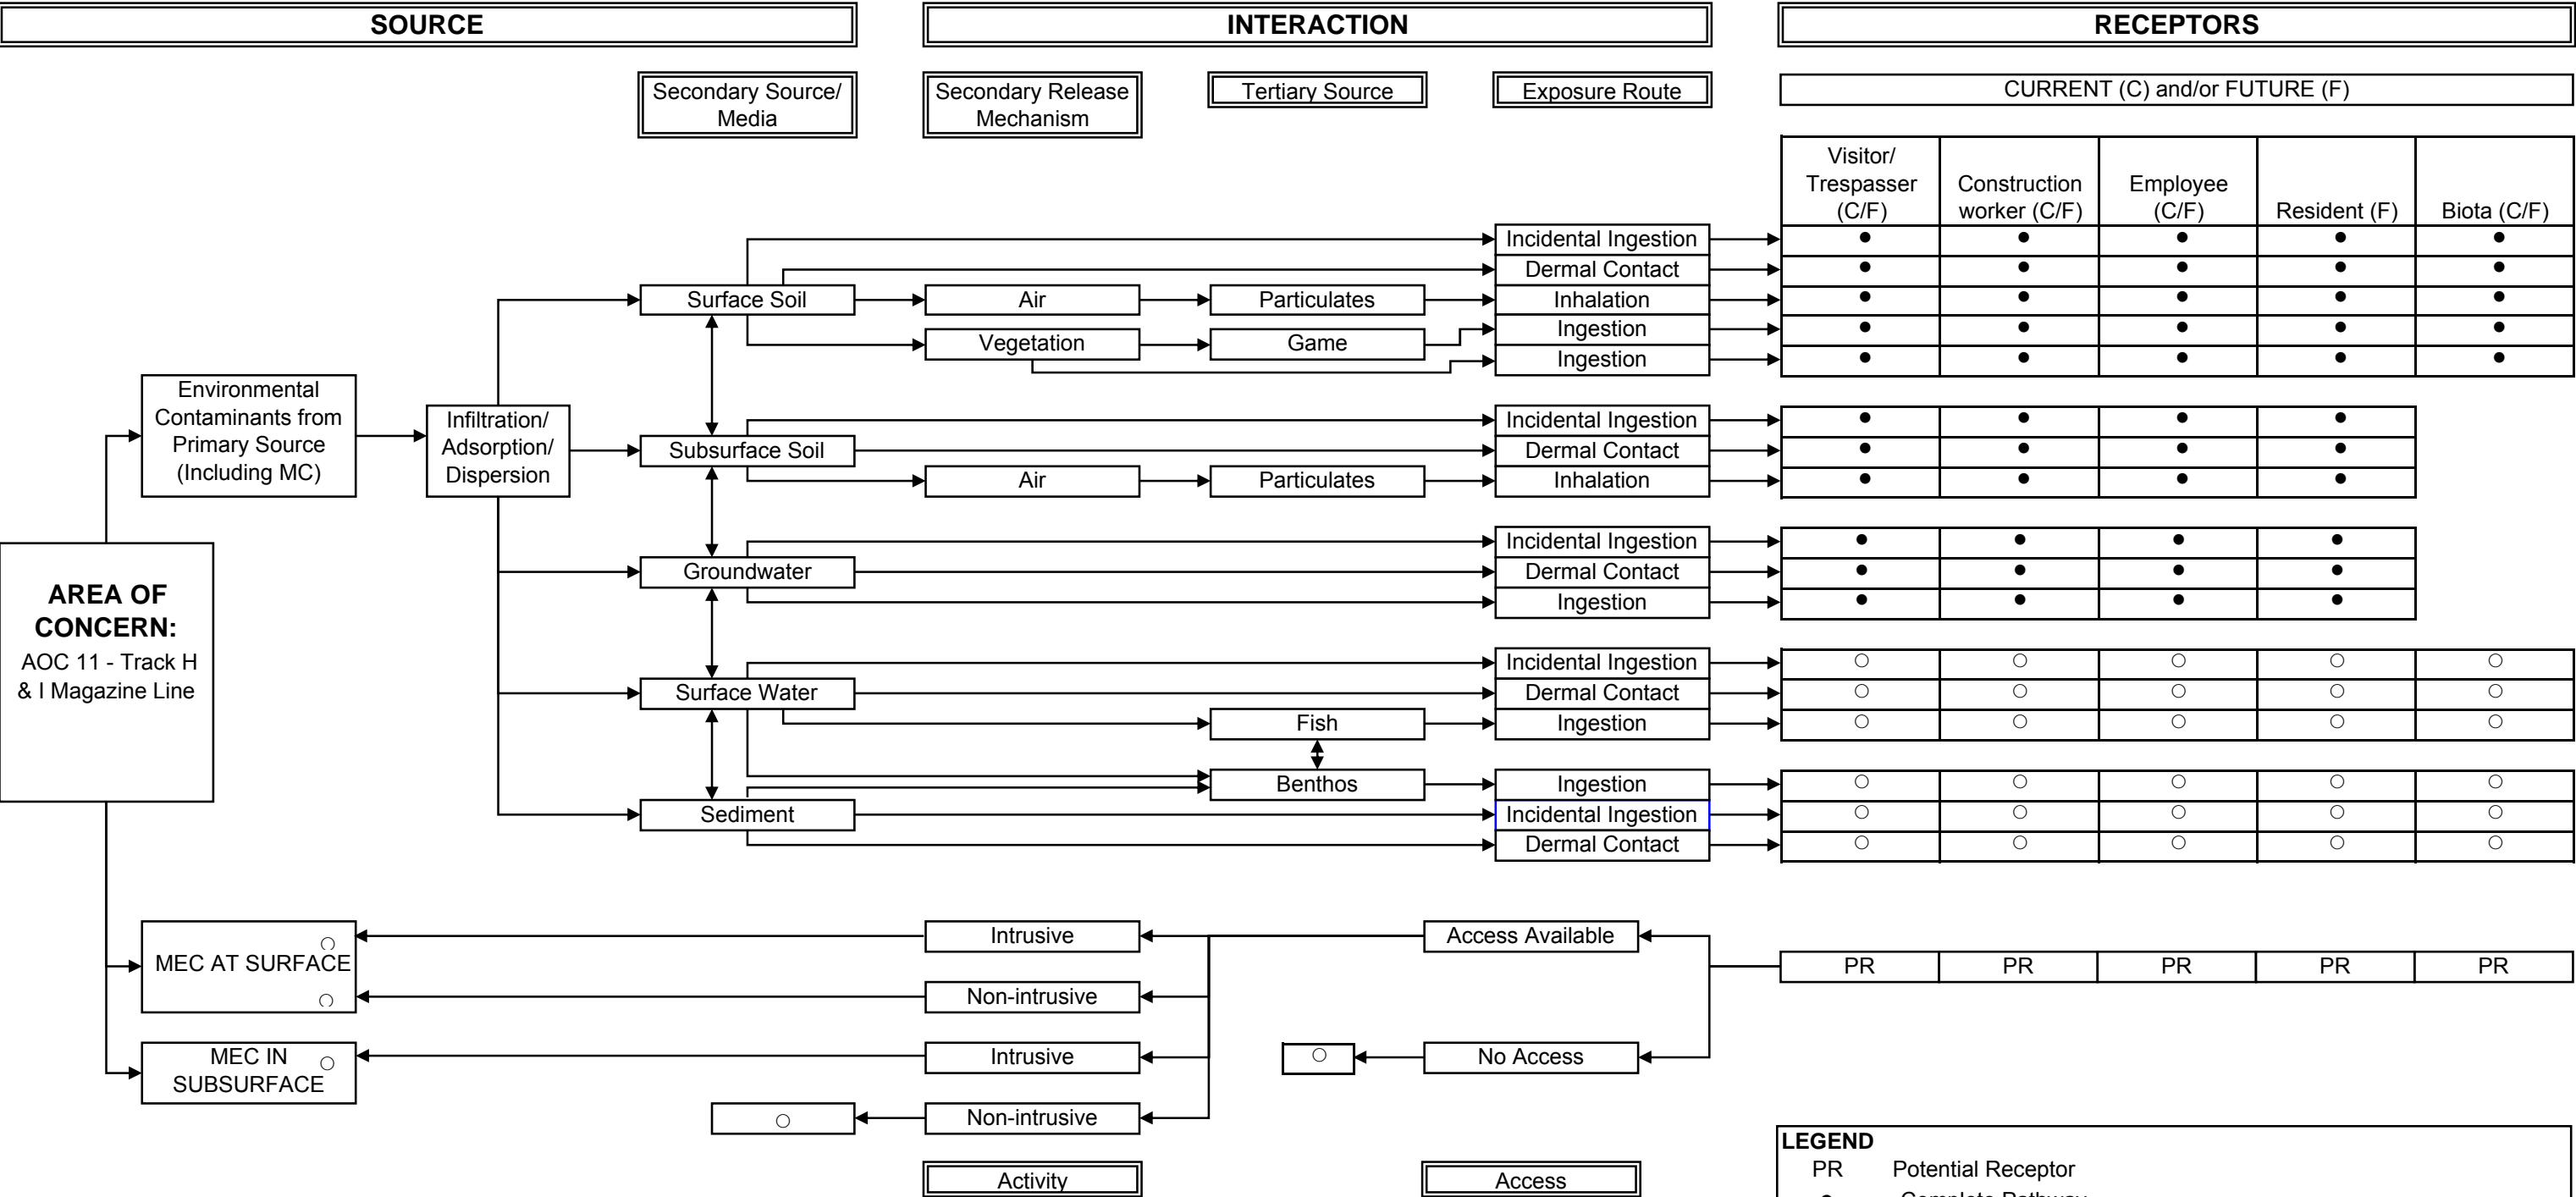 SOURCE
INTERACTION
RECEPTORS
Secondary Source/
Media
Secondary Release
Mechanism
Tertiary Source
Exposure Route
CURRENT (C) and/or FUTURE (F)
Visitor/
Trespasser
(C/F)
Construction
worker (C/F)
Employee
(C/F)
Resident (F)
Biota (C/F)
Incidental Ingestion
● ● ● ● ●
Dermal Contact
● ● ● ● ●
Surface Soil
Air
Particulates
Inhalation
● ● ● ● ●
Ingestion
● ● ● ● ●
Vegetation
Game
Ingestion
● ● ● ● ●
Environmental
Contaminants from
Primary Source
(Including MC)
Infiltration/
Adsorption/
Dispersion
Incidental Ingestion
● ● ● ●
Subsurface Soil
Dermal Contact
● ● ● ●
Air
Particulates
Inhalation
● ● ● ●
Incidental Ingestion
● ● ● ●
Groundwater
Dermal Contact
● ● ● ●
Ingestion
● ● ● ●
AREA OF
CONCERN:
AOC 11 - Track H
& I Magazine Line
Incidental Ingestion
○ ○ ○ ○ ○
Surface Water
Dermal Contact
○ ○ ○ ○ ○
Fish
Ingestion
○ ○ ○ ○ ○
Benthos
Ingestion
○ ○ ○ ○ ○
Sediment
Incidental Ingestion
○ ○ ○ ○ ○
Dermal Contact
○ ○ ○ ○ ○
○
MEC AT SURFACE
○
Intrusive
Access Available
PR PR PR PR PR
Non-intrusive
MEC IN
SUBSURFACE
○
Intrusive
○
No Access
○
Non-intrusive
Activity
Access
LEGEND
PR Potential Receptor
● Complete Pathway